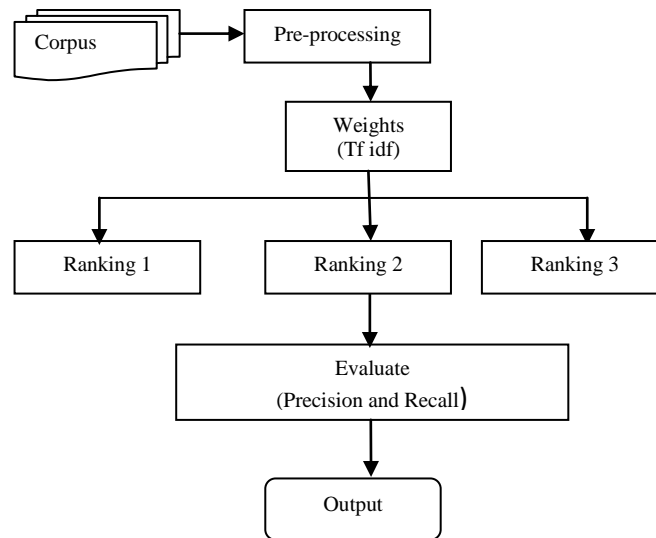 Corpus
Pre-processing
Weights
(Tf idf)
Ranking 1
Ranking 2
Ranking 3
Evaluate
(Precision and Recall)
Output